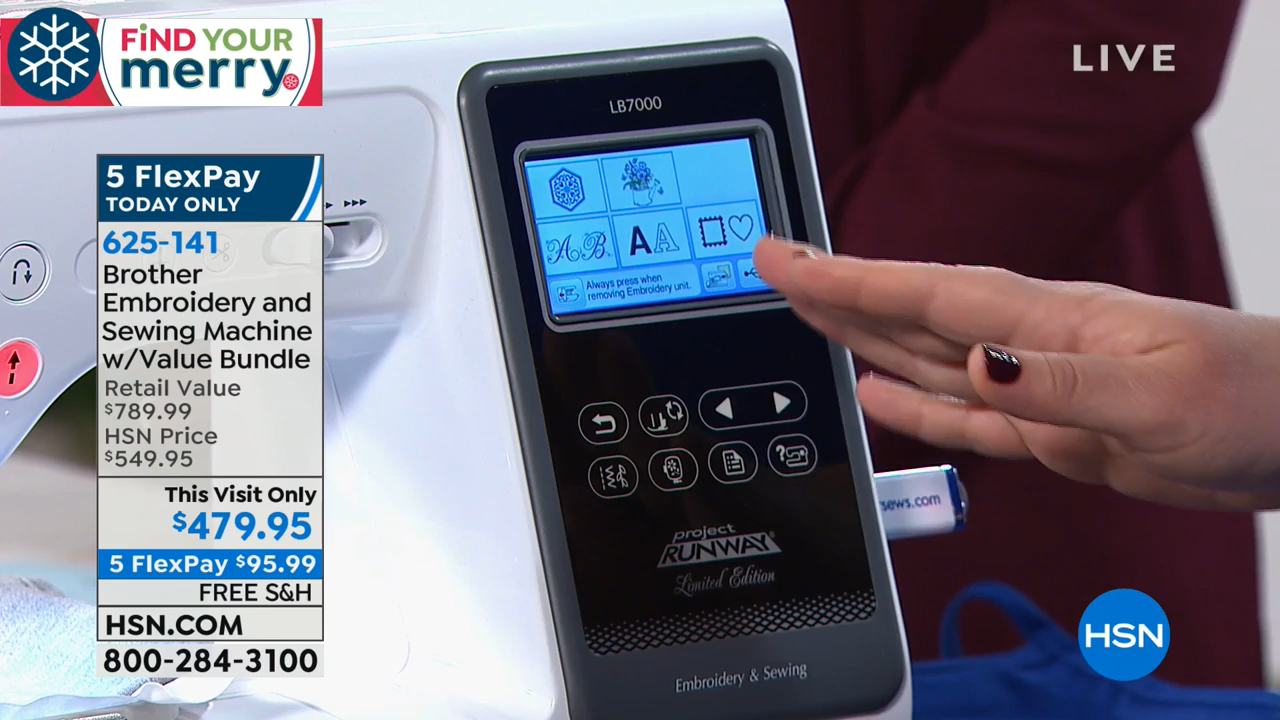 FiND YOUR
merry
LIVE
5 FlexPay
TODAY ONLY
625-141
Brother
Embroidery and
Sewing Machine
w/Value Bundle
Retail Value
$789.99
HSN Price
$549.95
This Visit Only
$479.95
5 FlexPay $95.99
FREE S&H
HSN.COM
800-284-3100
LB7000
AB
AA
Always press when
removing Embroidery unit.
sews.com
project
RUNWAY
Limited Edition
Embroidery & Sewing
HSN